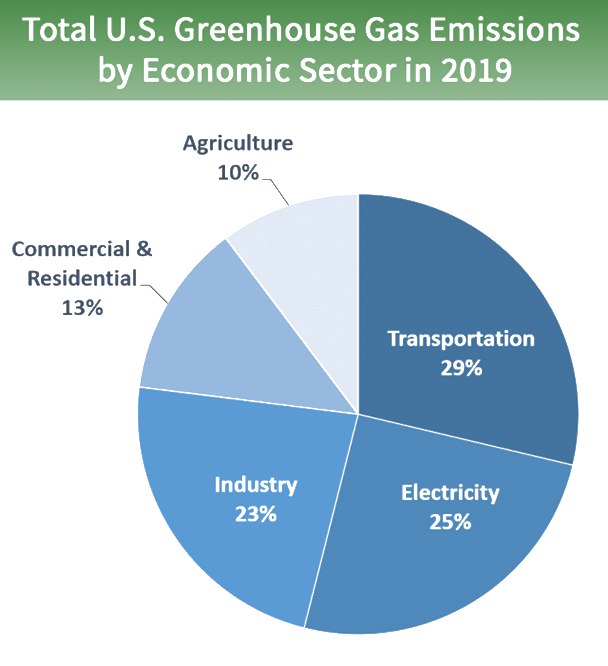 Total U.S. Greenhouse Gas Emissions
by Economic Sector in 2019
Agriculture
10%
Commercial &
Residential
13%
Transportation
29%
Industry
23%
Electricity
25%